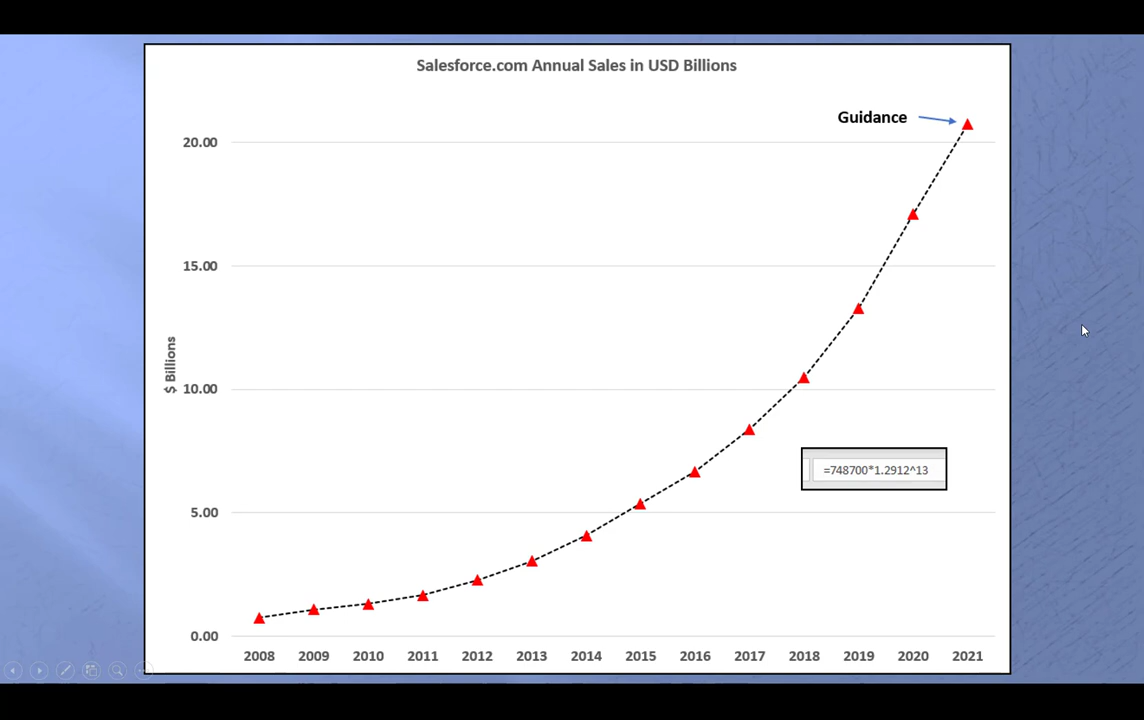 Salesforce.com Annual Sales in USD Billions
Guidance
20.00
15.00
$ Billions
10.00
=748700*1.2912^13
5.00
0.00
2008 2009 2010 2011 2012 2013 2014 2015 2016 2017 2018 2019 2020 2021